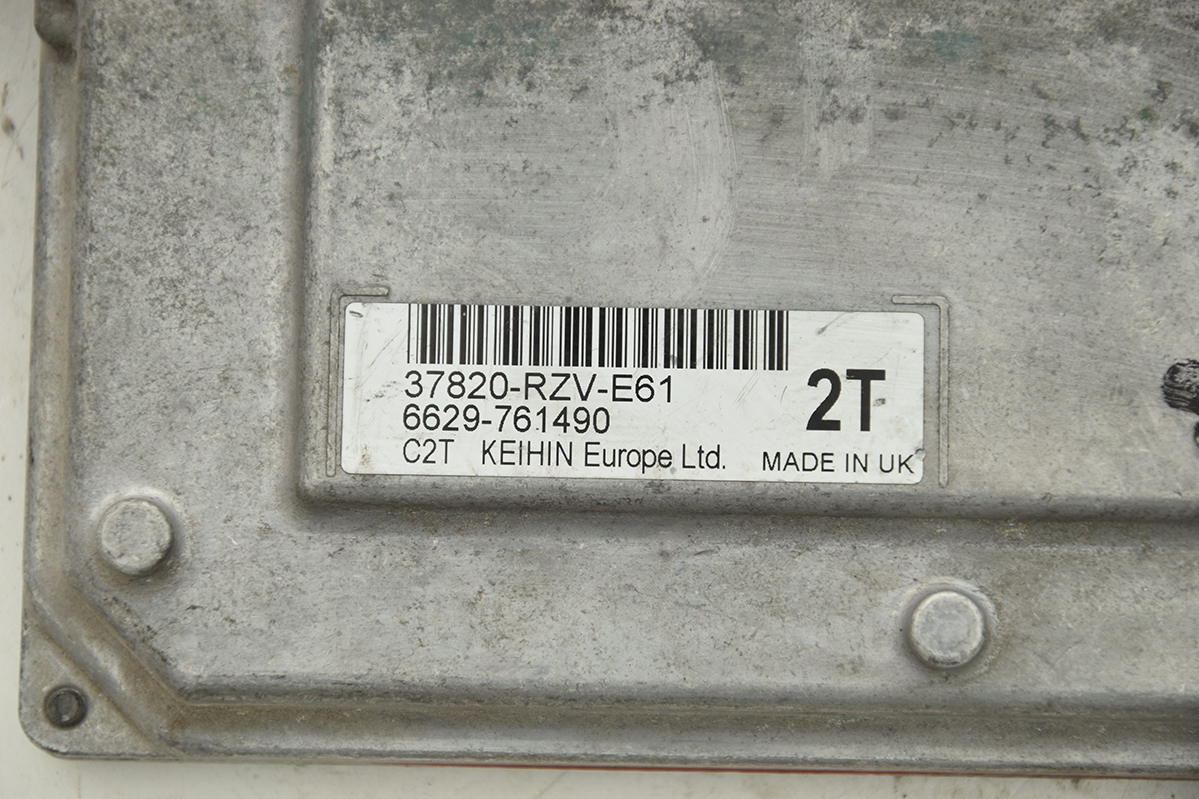 37820-RZV-E61
6629-761490
2T
C2T KEIHIN Europe Ltd. MADE IN UK